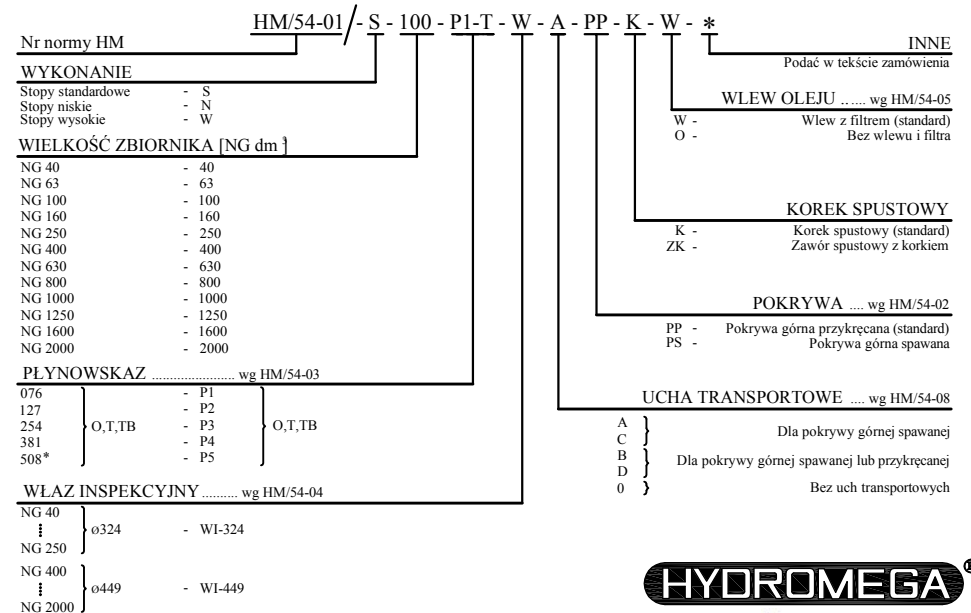 HM/54-01/- S - 100 - P1-T - W - A - PP - K - W - *
Nr normy HM
WYKONANIE
Stopy standardowe - S
Stopy niskie - N
Stopy wysokie - W
WIELKOŚĆ ZBIORNIKA [NG dm³]
NG 40 - 40
NG 63 - 63
NG 100 - 100
NG 160 - 160
NG 250 - 250
NG 400 - 400
NG 630 - 630
NG 800 - 800
NG 1000 - 1000
NG 1250 - 1250
NG 1600 - 1600
NG 2000 - 2000
PŁYNOWSKAZ ...................... wg HM/54-03
076 - P1
127 - P2
254 O,T,TB - P3 O,T,TB
381 - P4
508* - P5
WŁAZ INSPEKCYJNY .......... wg HM/54-04
NG 40
ø324 - WI-324
NG 250
NG 400
ø449 - WI-449
NG 2000
INNE
Podać w tekście zamówienia
WLEW OLEJU ...... wg HM/54-05
W - Wlew z filtrem (standard)
O - Bez wlewu i filtra
KOREK SPUSTOWY
K - Korek spustowy (standard)
ZK - Zawór spustowy z korkiem
POKRYWA .... wg HM/54-02
PP - Pokrywa górna przykręcana (standard)
PS - Pokrywa górna spawana
UCHA TRANSPORTOWE .... wg HM/54-08
A
C } Dla pokrywy górnej spawanej
B
D } Dla pokrywy górnej spawanej lub przykręcanej
0 } Bez uch transportowych
HYDROMEGA®